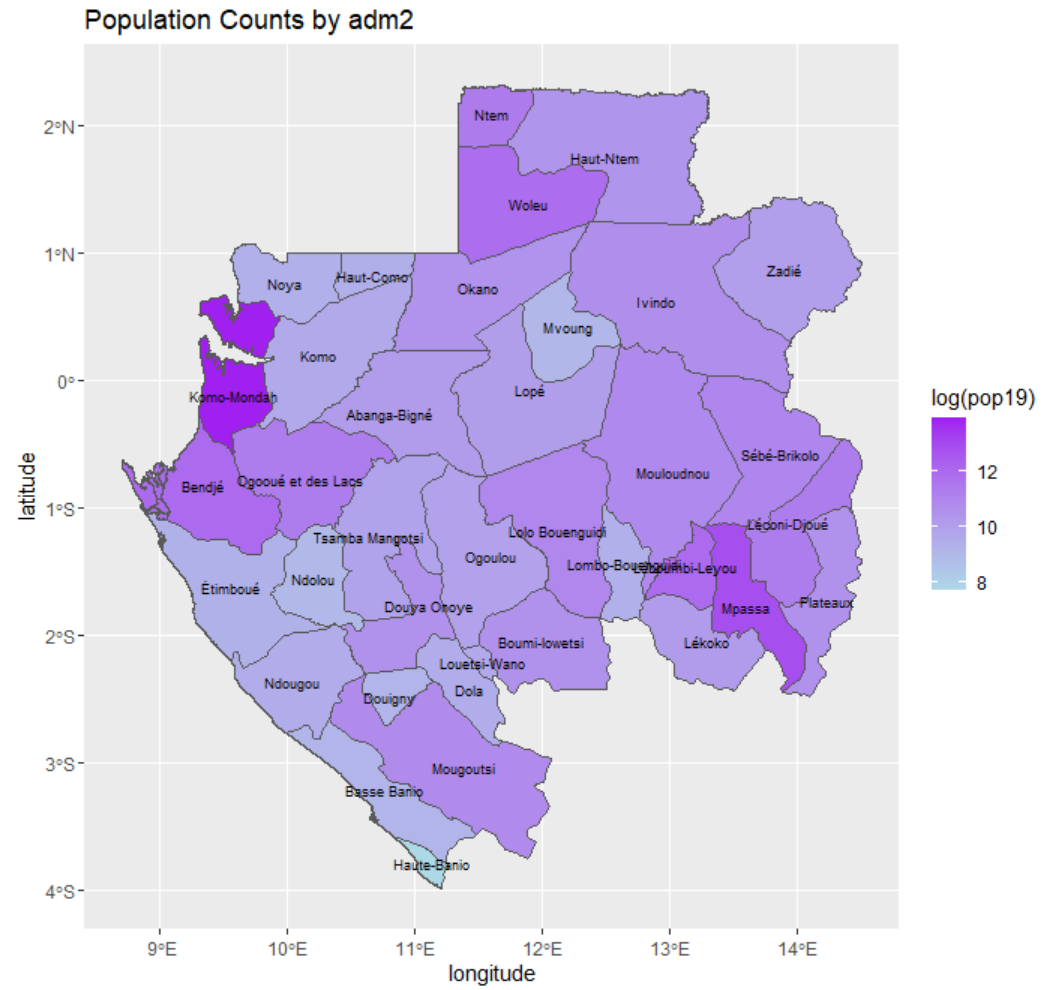 Population Counts by adm2
Ntem
Haut-Ntem
Woleu
Noya
Haut-Como
Okano
Zadié
Ivindo
Mvoung
Komo
Komo-Mondah
Lopé
Abanga-Bigné
Bendjé
Ogooué et des Lacs
Mouloudnou
Sébé-Brikolo
Léconi-Djoué
Tsamba Mangotsi
Lolo Bouenguidi
Ogoulou
Lombo-Bouenguidi
Lébombi-Leyou
Étimboué
Ndolou
Douya Onoye
Mpassa
Plateaux
Boumi-lowetsi
Lékoko
Louetsi-Wano
Ndougou
Douigny
Dola
Mougoutsi
Basse Banio
Haute-Banio
2°N
1°N
0°
1°S
2°S
3°S
4°S
latitude
9°E 10°E 11°E 12°E 13°E 14°E
longitude
log(pop19)
12
10
8